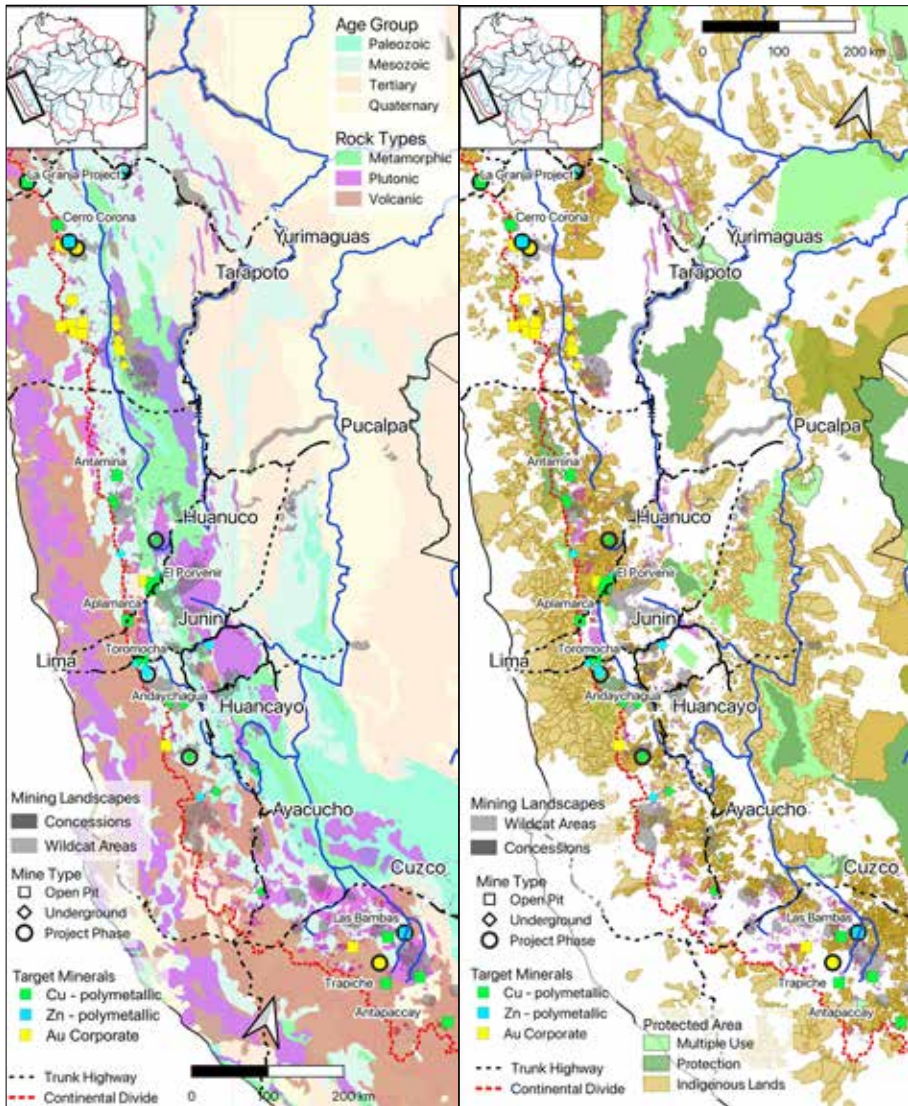 Age Group
Paleozoic
Mesozoic
Tertiary
Quaternary
Rock Types
Metamorphic
Plutonic
Volcanic
La Granja Project
Cerro Corona
Yurimaguas
Tarapoto
Pucalpa
Antamina
Huanuco
El Porvenir
Aplamarca
Junin
Toromocha
Lima
Andaychagua
Huancayo
Ayacucho
Cuzco
Las Bambas
Trapiche
Antapaccay
Mining Landscapes
Concessions
Wildcat Areas
Mine Type
Open Pit
Underground
Project Phase
Target Minerals
Cu - polymetallic
Zn - polymetallic
Au Corporate
Trunk Highway
Continental Divide
0 100 200 km
0 100 200 km
La Granja Project
Cerro Corona
Yurimaguas
Tarapoto
Pucalpa
Antamina
Huanuco
El Porvenir
Aplamarca
Junin
Toromocha
Lima
Andaychagua
Huancayo
Ayacucho
Cuzco
Las Bambas
Trapiche
Antapaccay
Mining Landscapes
Wildcat Areas
Concessions
Mine Type
Open Pit
Underground
Project Phase
Target Minerals
Cu - polymetallic
Zn - polymetallic
Au Corporate
Trunk Highway
Continental Divide
Protected Area
Multiple Use
Protection
Indigenous Lands